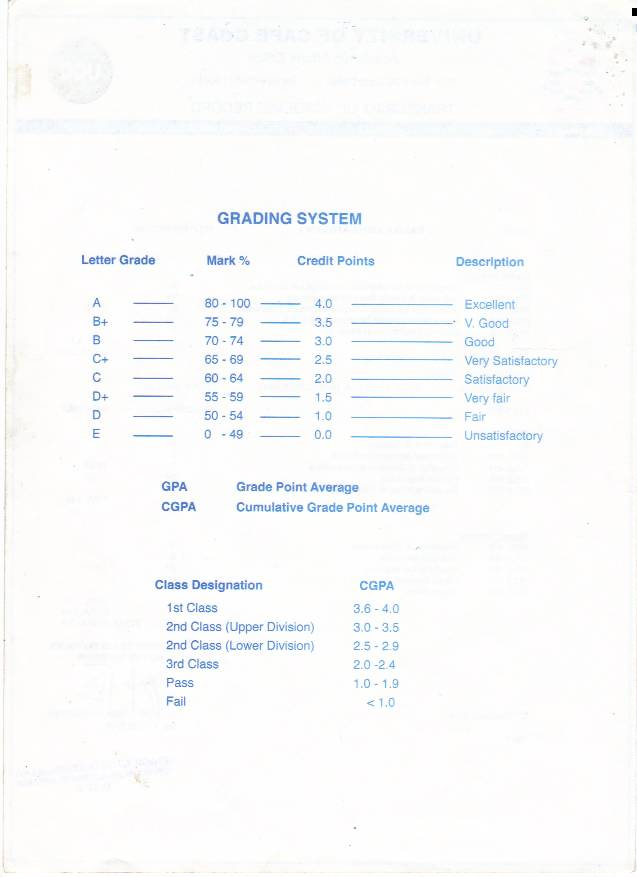 GRADING SYSTEM
Letter Grade Mark % Credit Points Description
A 80 - 100 4.0 Excellent
B+ 75 - 79 3.5 V. Good
B 70 - 74 3.0 Good
C+ 65 - 69 2.5 Very Satisfactory
C 60 - 64 2.0 Satisfactory
D+ 55 - 59 1.5 Very fair
D 50 - 54 1.0 Fair
E 0 - 49 0.0 Unsatisfactory
GPA Grade Point Average
CGPA Cumulative Grade Point Average
Class Designation CGPA
1st Class 3.6 - 4.0
2nd Class (Upper Division) 3.0 - 3.5
2nd Class (Lower Division) 2.5 - 2.9
3rd Class 2.0 -2.4
Pass 1.0 - 1.9
Fail < 1.0